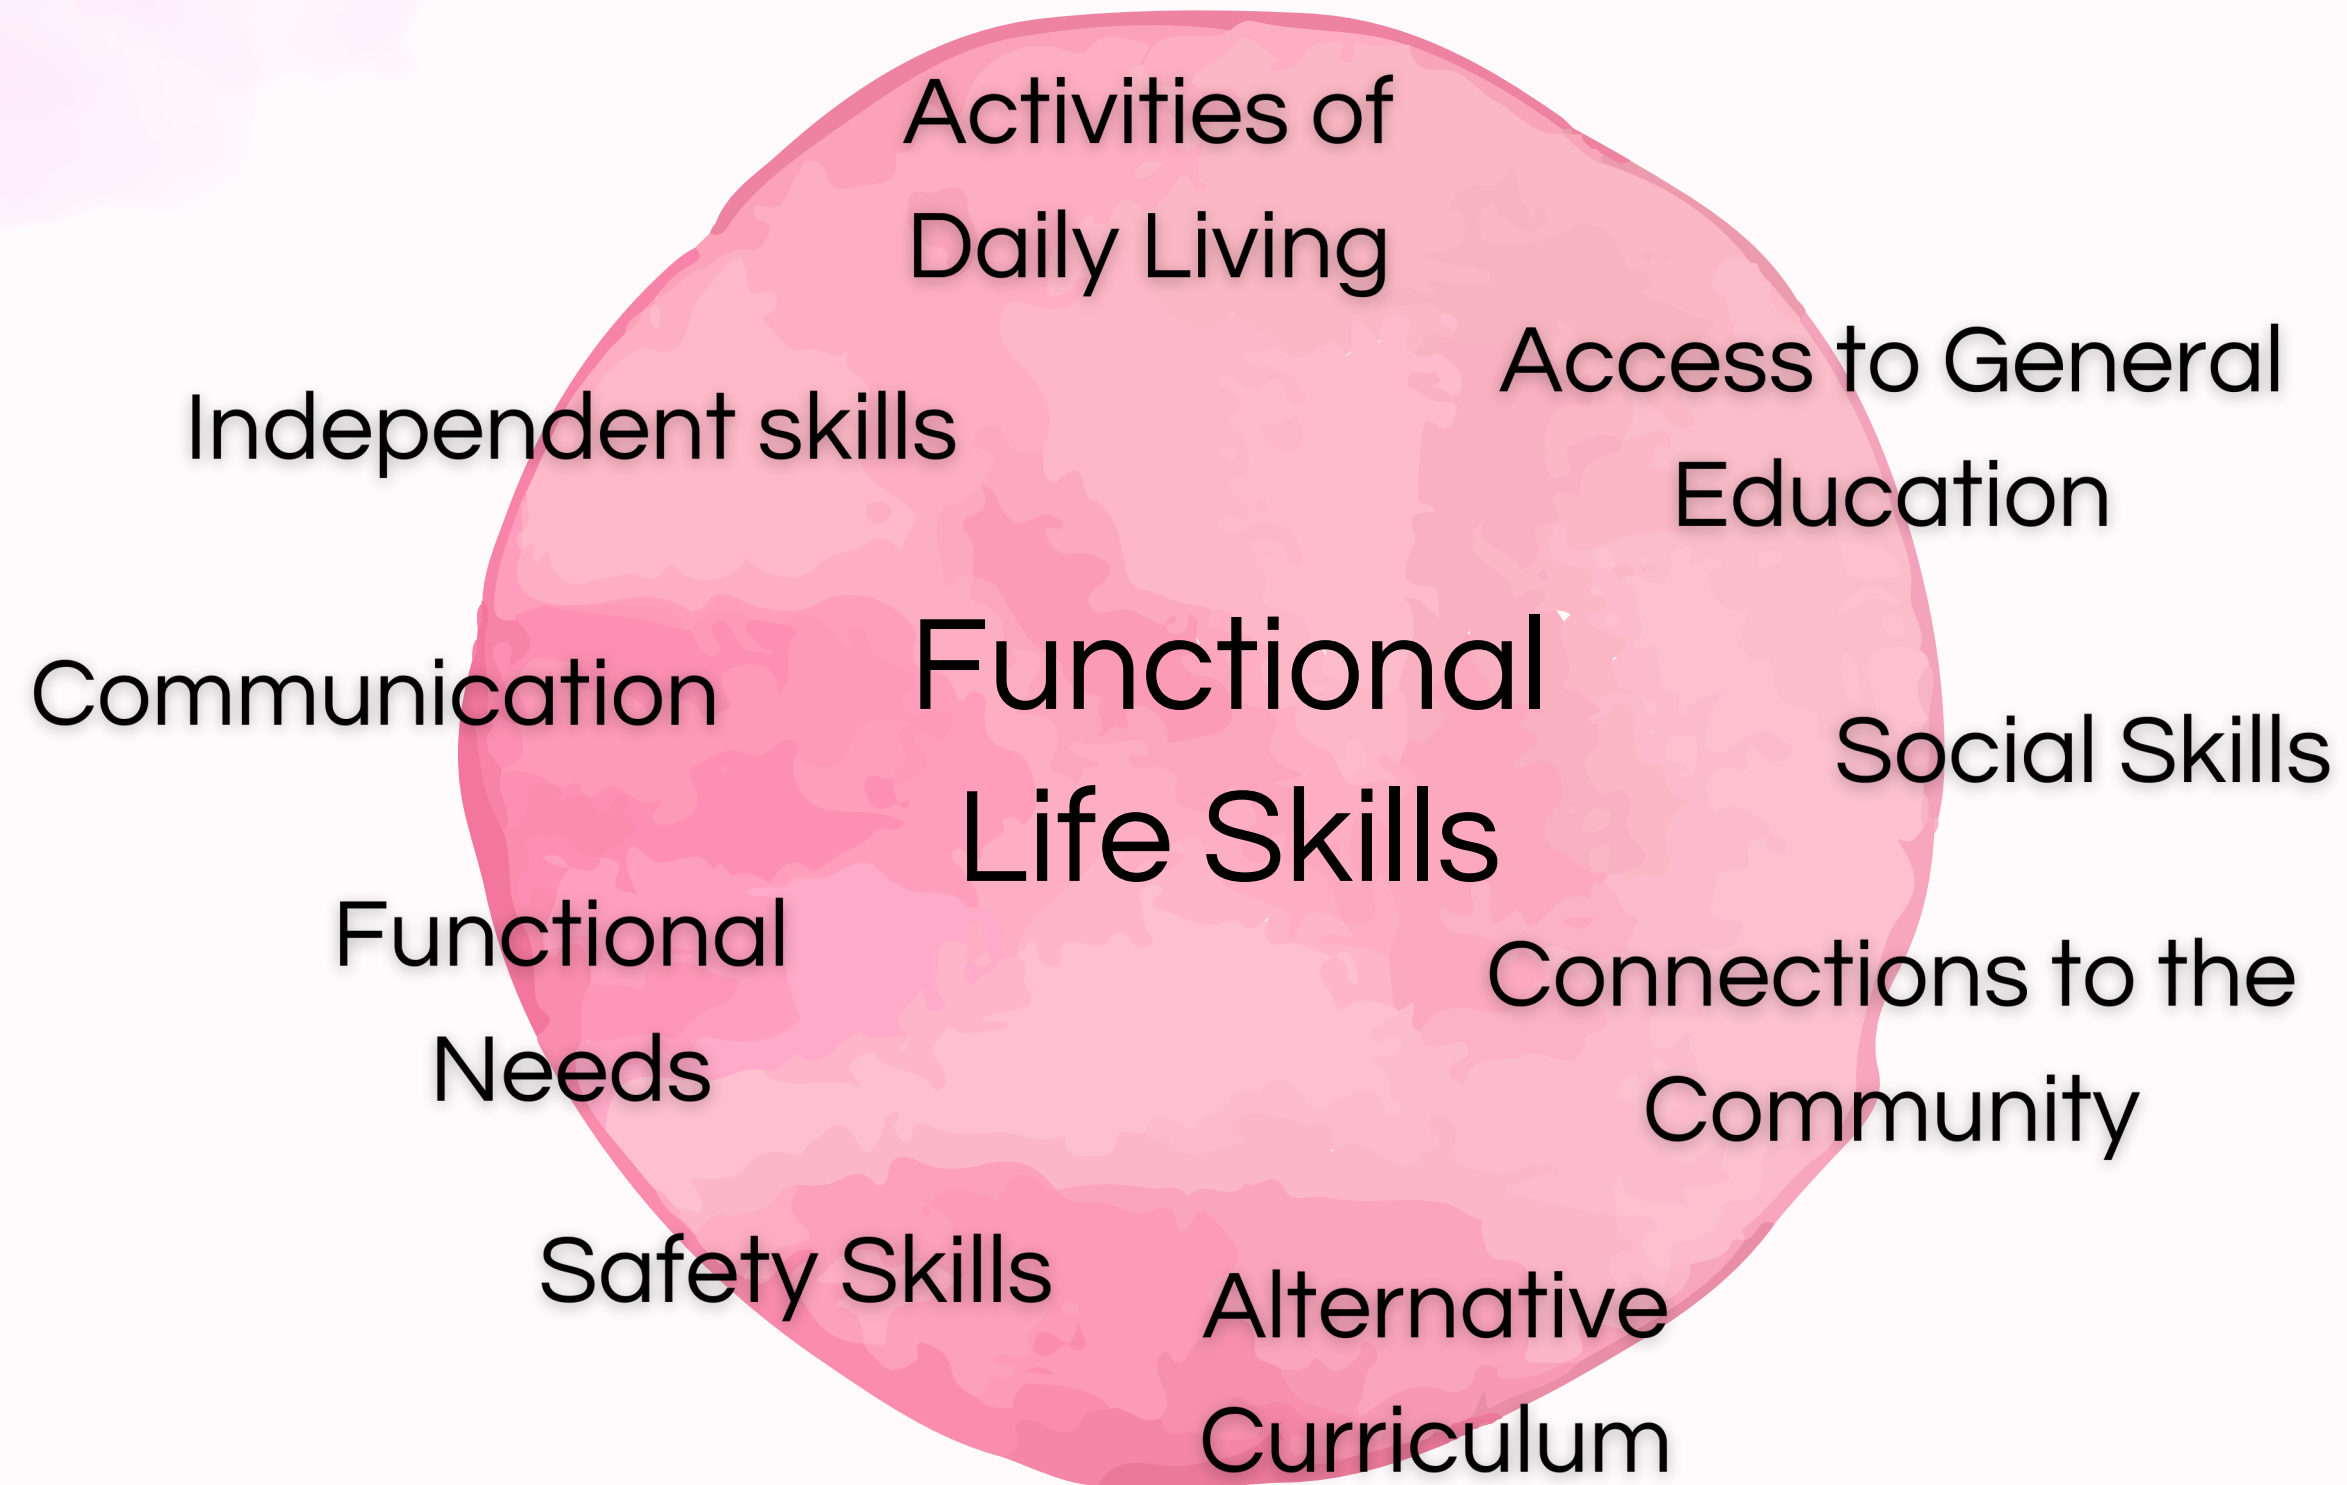 Activities of
Daily Living
Access to General
Education
Independent skills
Communication
Functional
Life Skills
Social Skills
Functional
Needs
Connections to the
Community
Safety Skills
Alternative
Curriculum